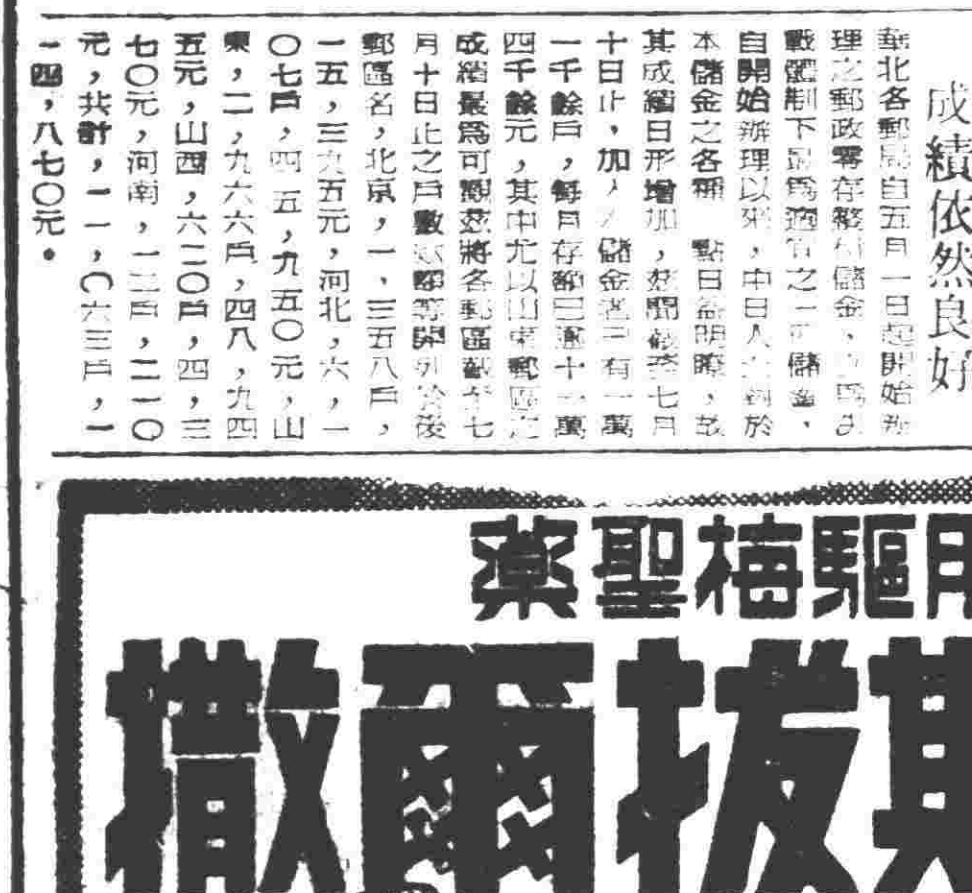 成績依然良好
華北各郵局自五月一日起開始辦
理之郵政零存整付儲金,為
戰體制下最為適宜之一種儲金,
自開始辦理以來,中日人士對於
本儲金之各種點日益明瞭,故
其成績日形增加,茲聞截至七月
十日止,加入儲金者已有一萬
一千餘戶,每月存額已達十一萬
四千餘元,其中尤以山東郵區之
成績最為可觀茲將各郵區截至七
月十日止之戶數款額等開列於後
郵區名,北京,一、三五八戶,
一五,三九五元,河北,六,一
〇七戶,四五,九五〇元,山
東,二,九六六戶,四八,九四
五元,山西,六二〇戶,四,三
七〇元,河南,一二戶,二一〇
元,共計,一一,〇六三戶,一
一四,八七〇元。
藥聖梅驅用
撒爾拔斯